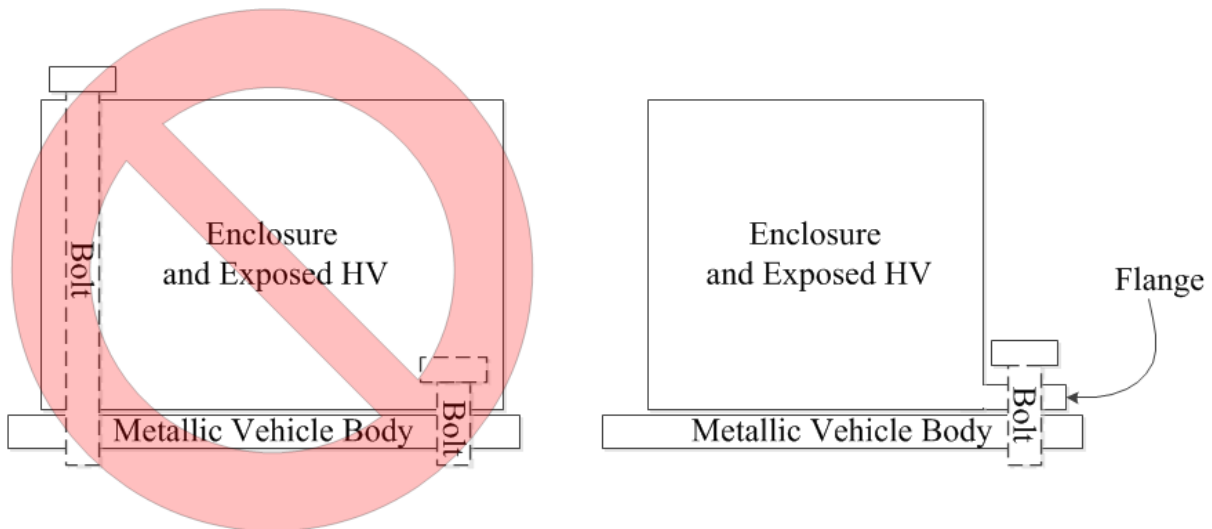 Bolt
Enclosure
and Exposed HV
Bolt
Metallic Vehicle Body
Enclosure
and Exposed HV
Flange
Bolt
Metallic Vehicle Body